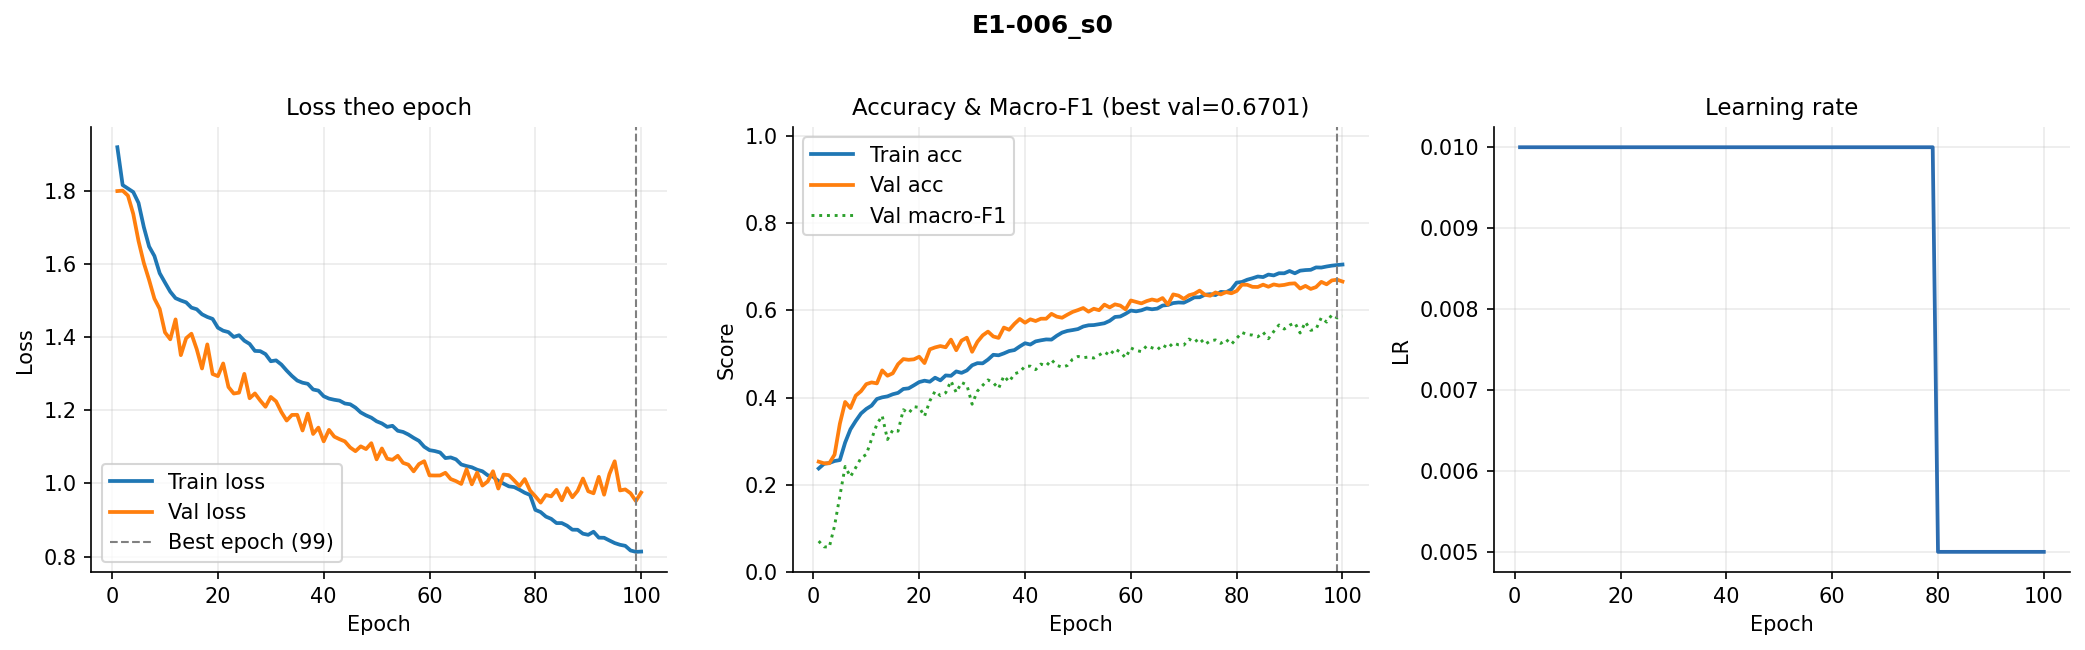 E1-006_s0
Loss theo epoch
Loss
1.8
1.6
1.4
1.2
1.0
0.8
Train loss
Val loss
Best epoch (99)
0 20 40 60 80 100
Epoch
Accuracy & Macro-F1 (best val=0.6701)
Score
1.0
0.8
0.6
0.4
0.2
0.0
Train acc
Val acc
Val macro-F1
0 20 40 60 80 100
Epoch
Learning rate
LR
0.010
0.009
0.008
0.007
0.006
0.005
0 20 40 60 80 100
Epoch